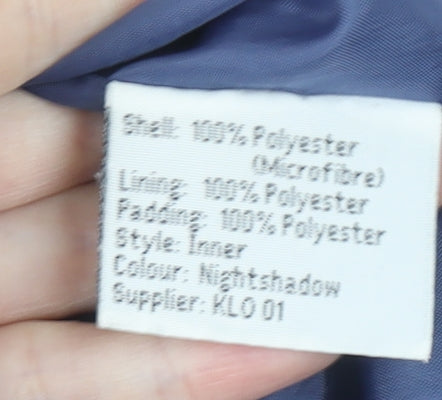 Shell: 100% Polyester
(Microfibre)
Lining: 100% Polyester
Padding: 100% Polyester
Style: Inner
Colour: Nightshadow
Supplier: KLO 01